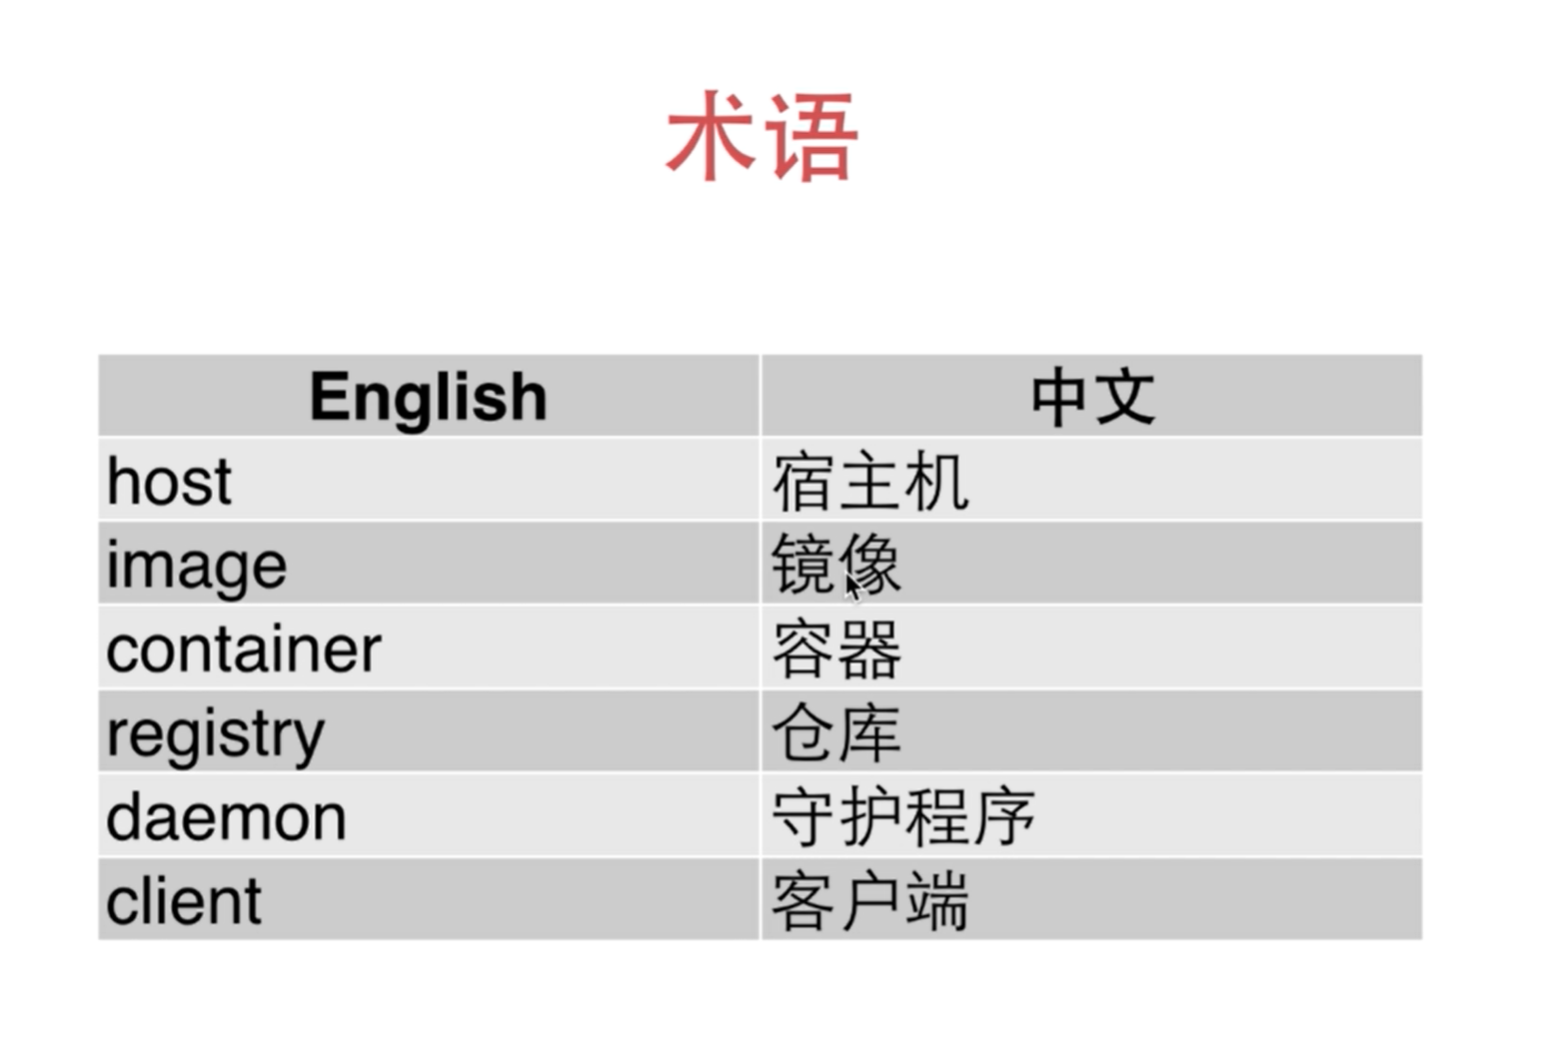 术语
English 中文
host 宿主机
image 镜像
container 容器
registry 仓库
daemon 守护程序
client 客户端